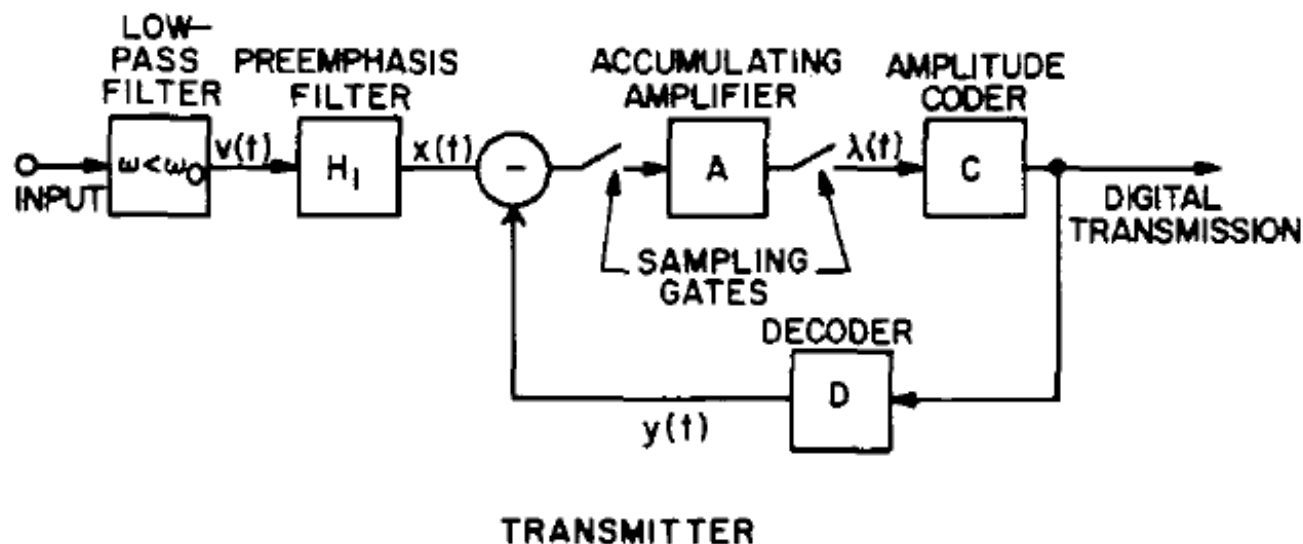 LOW-
PASS
FILTER
PREEMPHASIS
FILTER
ACCUMULATING
AMPLIFIER
AMPLITUDE
CODER
INPUT
ω<ω0
v(t)
H1
x(t)
-
A
λ(t)
C
DIGITAL
TRANSMISSION
SAMPLING
GATES
DECODER
D
y(t)
TRANSMITTER